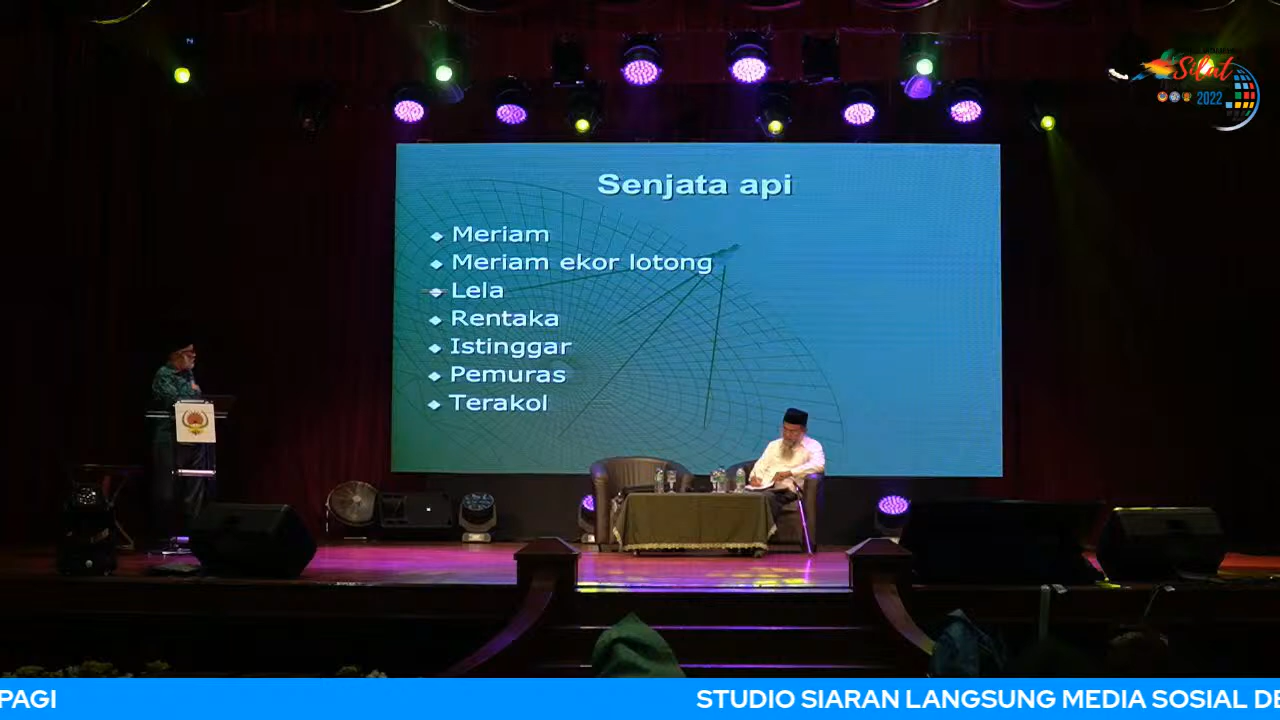 Silat
2022
Senjata api
Meriam
Meriam ekor lotong
Lela
Rentaka
Istinggar
Pemuras
Terakol
PAGI
STUDIO SIARAN LANGSUNG MEDIA SOSIAL DE